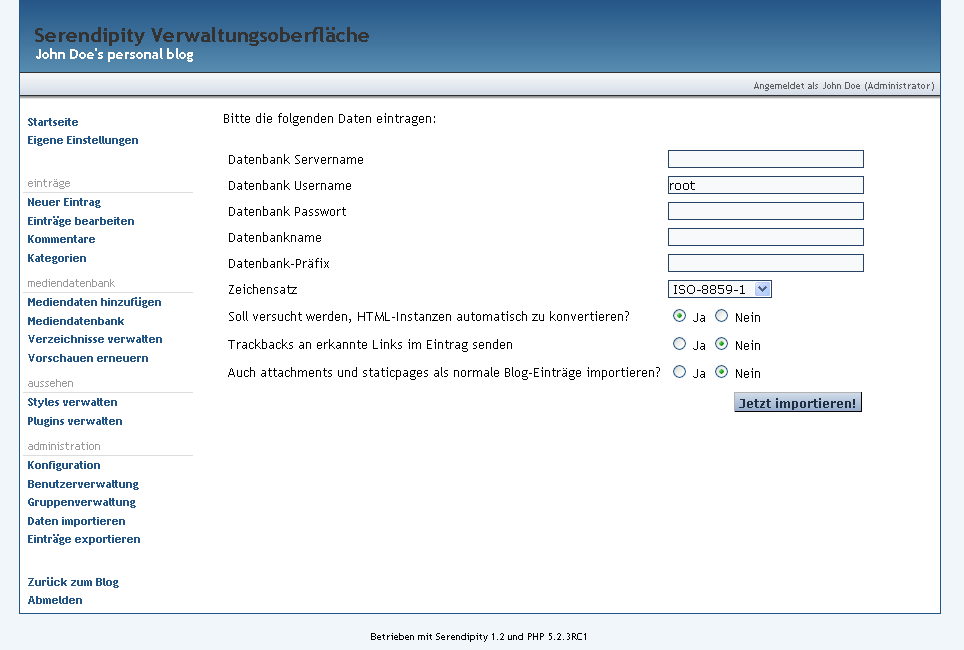 Serendipity Verwaltungsoberfläche
John Doe's personal blog
Angemeldet als John Doe (Administrator)
Startseite
Eigene Einstellungen
einträge
Neuer Eintrag
Einträge bearbeiten
Kommentare
Kategorien
mediendatenbank
Mediendaten hinzufügen
Mediendatenbank
Verzeichnisse verwalten
Vorschauen erneuern
aussehen
Styles verwalten
Plugins verwalten
administration
Konfiguration
Benutzerverwaltung
Gruppenverwaltung
Daten importieren
Einträge exportieren
Zurück zum Blog
Abmelden
Bitte die folgenden Daten eintragen:
Datenbank Servername
Datenbank Username root
Datenbank Passwort
Datenbankname
Datenbank-Präfix
Zeichensatz ISO-8859-1
Soll versucht werden, HTML-Instanzen automatisch zu konvertieren? Ja Nein
Trackbacks an erkannte Links im Eintrag senden Ja Nein
Auch attachments und staticpages als normale Blog-Einträge importieren? Ja Nein
Jetzt importieren!
Betrieben mit Serendipity 1.2 und PHP 5.2.3RC1